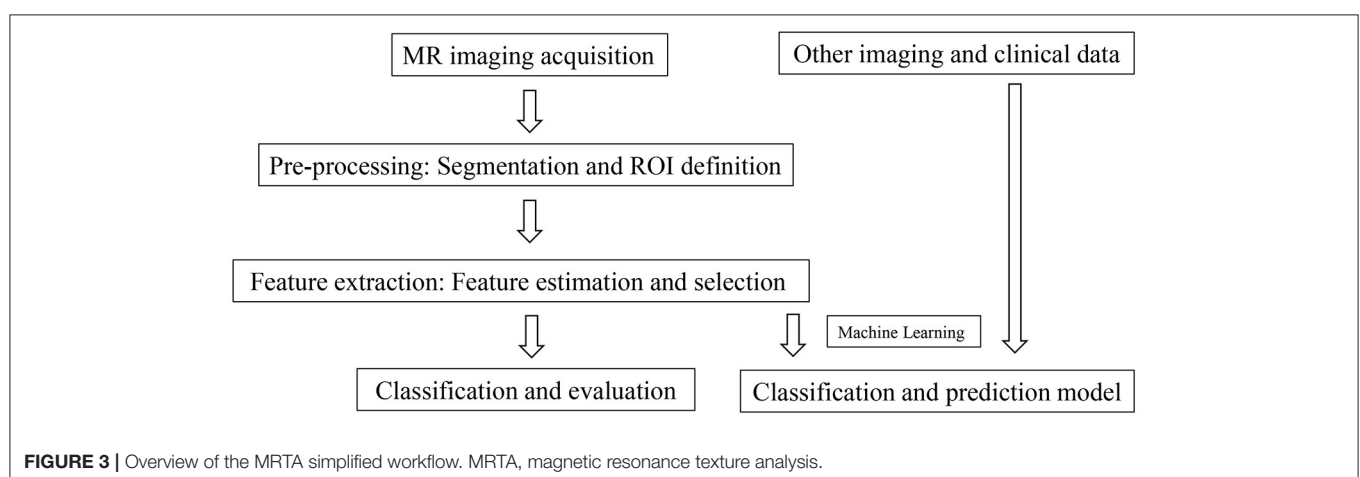 MR imaging acquisition
Other imaging and clinical data
Pre-processing: Segmentation and ROI definition
Feature extraction: Feature estimation and selection
Machine Learning
Classification and evaluation
Classification and prediction model
FIGURE 3 | Overview of the MRTA simplified workflow. MRTA, magnetic resonance texture analysis.